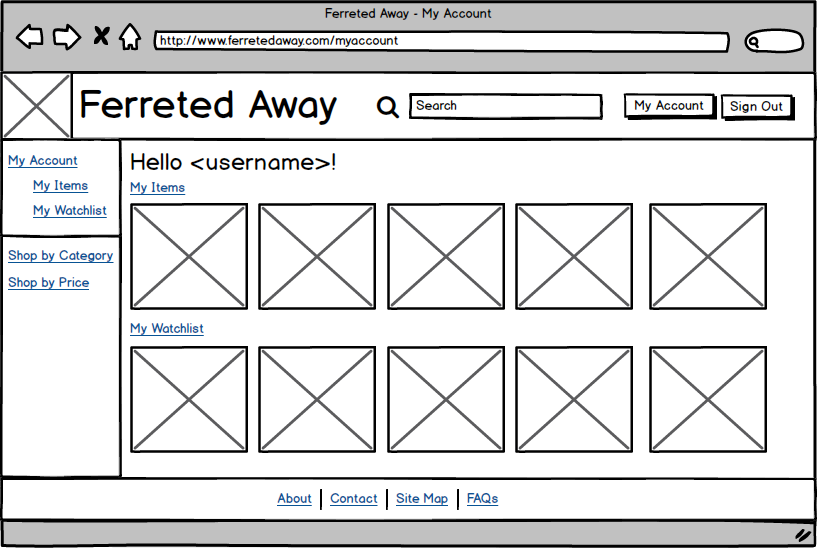 Ferreted Away - My Account
http://www.ferretedaway.com/myaccount
Ferreted Away
Search
My Account
Sign Out
My Account
My Items
My Watchlist
Shop by Category
Shop by Price
Hello <username>!
My Items
My Watchlist
About | Contact | Site Map | FAQs